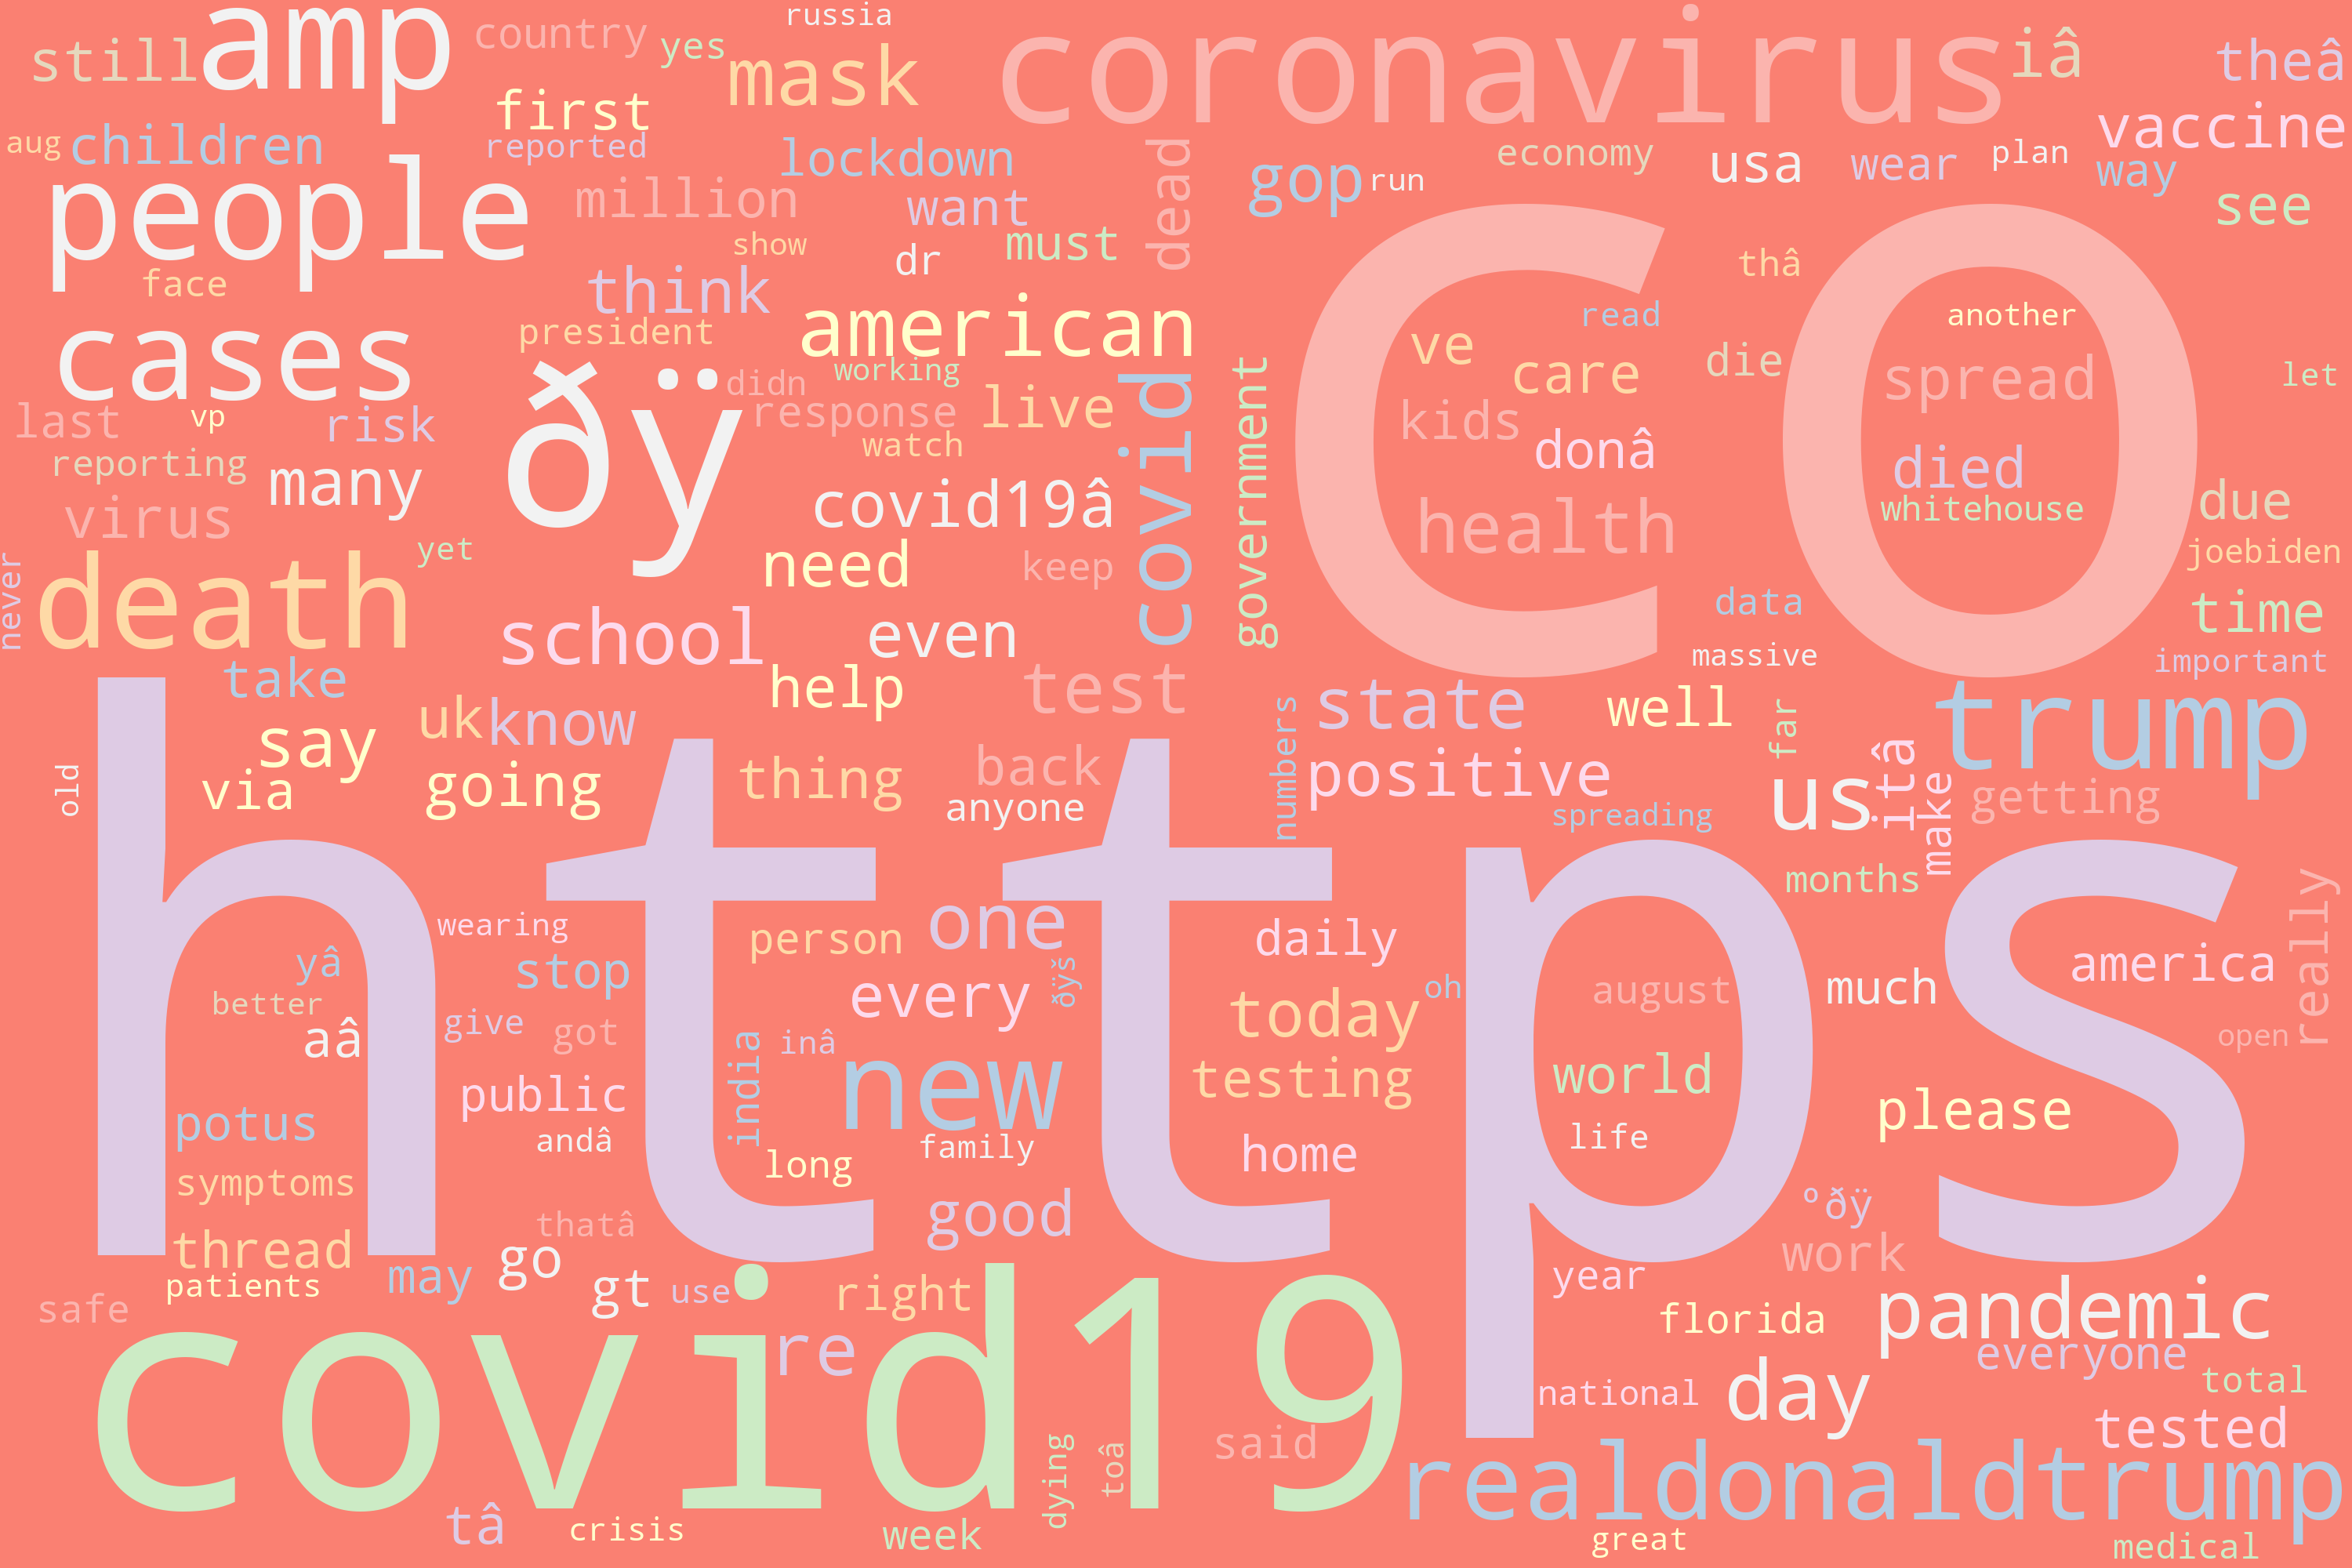 russia
amp
country
coronavirus
still
yes
mask
iâ
theâ
first
vaccine
aug
children
reported
lockdown
dead
economy
usa
wear
plan
way
people
million
want
gop
run
see
show
must
dr
face
think
thâ
co
cases
president
american
read
another
ðÿ
didn
working
covid
government
ve
care
die
spread
let
last
vp
risk
response
live
kids
reporting
watch
donâ
died
many
covid19â
health
whitehouse
due
virus
yet
need
keep
joebiden
never
death
data
time
school
even
massive
important
take
help
test
state
well
far
trump
uk
know
numbers
say
back
positive
itâ
us
old
via
going
thing
anyone
spreading
make
getting
https
months
really
wearing
person
one
daily
yâ
stop
ðÿš
america
better
every
oh
august
much
aâ
give
got
india
inâ
today
open
new
testing
world
public
potus
andâ
family
home
life
please
symptoms
long
thatâ
good
ºðÿ
thread
go
work
patients
may
gt
use
right
year
safe
covid19
re
florida
pandemic
everyone
national
day
total
said
tested
dying
toâ
realdonaldtrump
tâ
crisis
week
great
medical